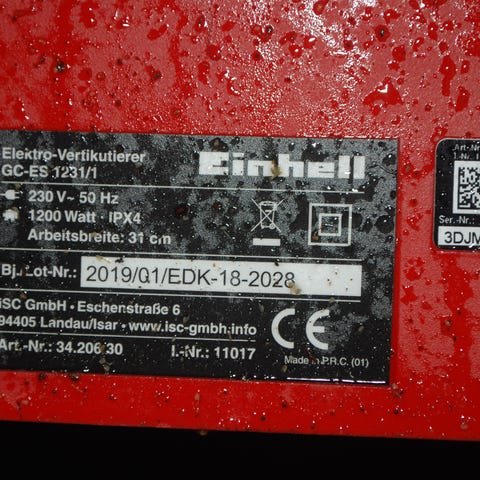 Elektro-Vertikutierer
GC-ES 1231/1
Einhell
230 V~ 50 Hz
1200 Watt · IPX4
Arbeitsbreite: 31 cm
Bj./Lot-Nr.: 2019/01/EDK-18-2028
iSC GmbH · Eschenstraße 6
94405 Landau/Isar · www.isc-gmbh.info
Art.-Nr.: 34.206.30 I.-Nr.: 11017
CE
Made in P.R.C. (01)
Art.-Nr.
Ser.-Nr.:
3DJM